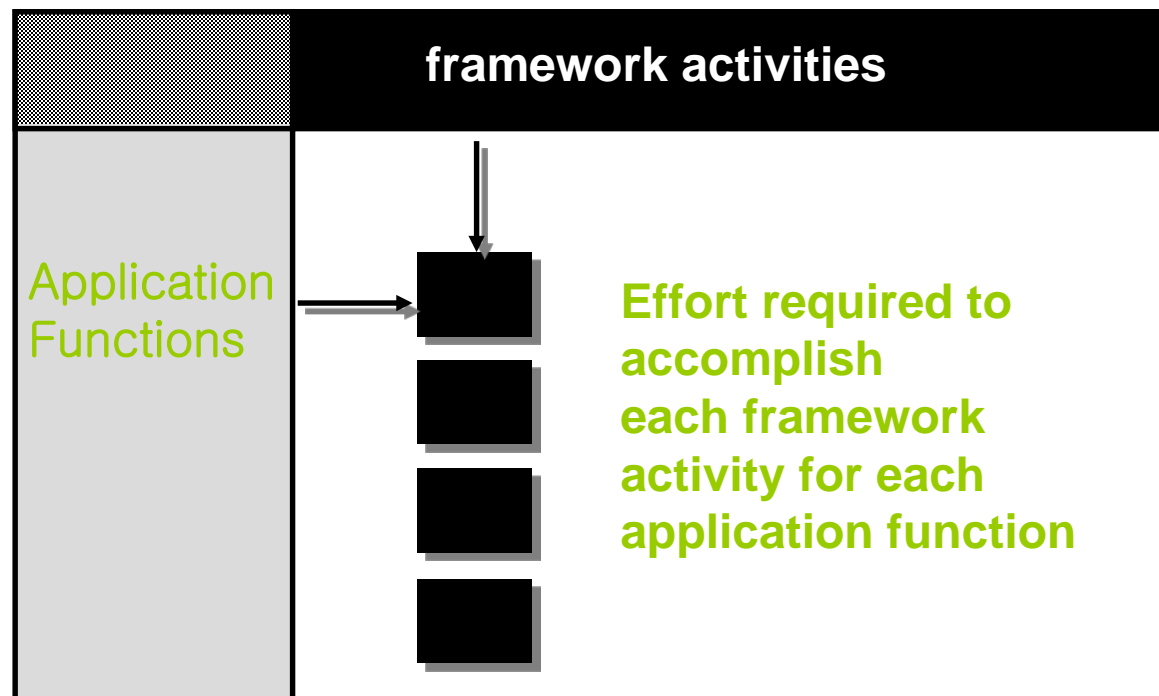 framework activities
Application
Functions
Effort required to
accomplish
each framework
activity for each
application function